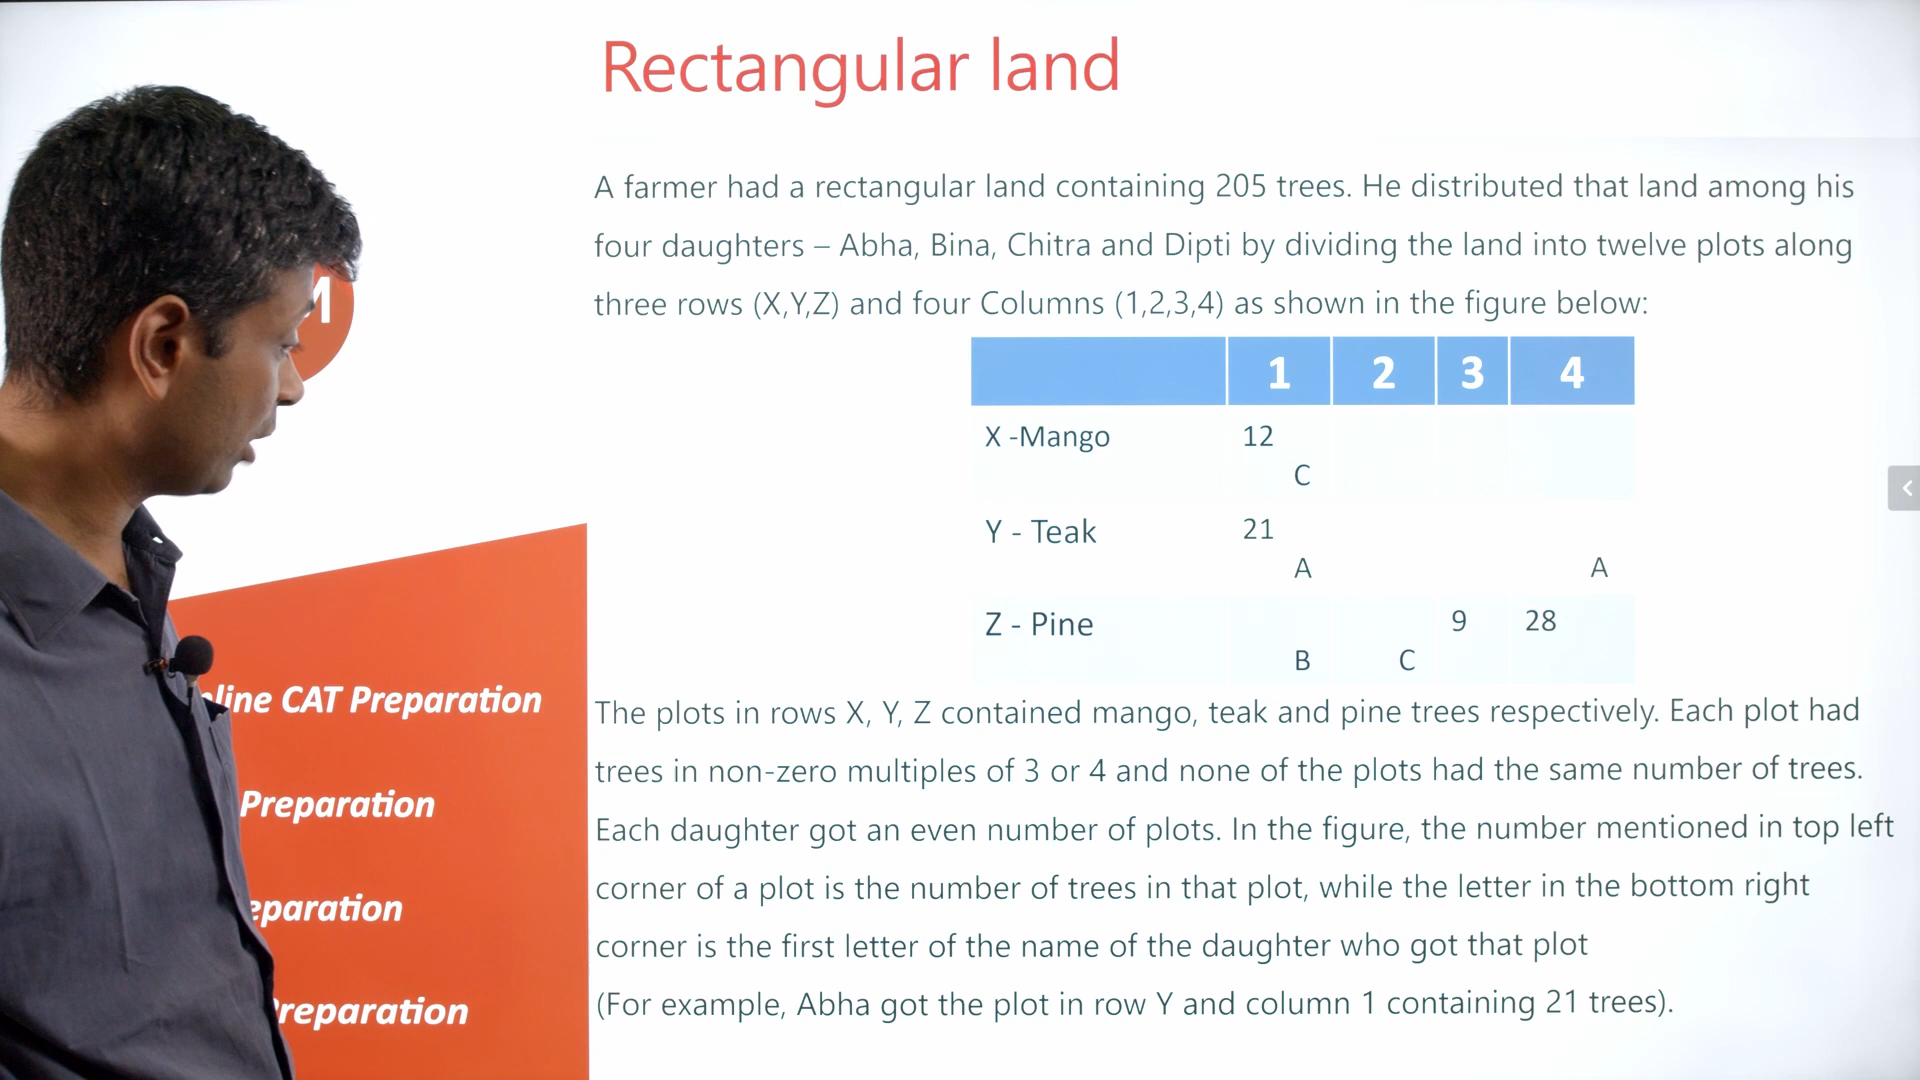 Rectangular land
A farmer had a rectangular land containing 205 trees. He distributed that land among his
four daughters – Abha, Bina, Chitra and Dipti by dividing the land into twelve plots along
three rows (X,Y,Z) and four Columns (1,2,3,4) as shown in the figure below:
1 2 3 4
X -Mango 12
C
Y - Teak 21
A A
Z - Pine 9 28
B C
The plots in rows X, Y, Z contained mango, teak and pine trees respectively. Each plot had
trees in non-zero multiples of 3 or 4 and none of the plots had the same number of trees.
Each daughter got an even number of plots. In the figure, the number mentioned in top left
corner of a plot is the number of trees in that plot, while the letter in the bottom right
corner is the first letter of the name of the daughter who got that plot
(For example, Abha got the plot in row Y and column 1 containing 21 trees).
CAT Preparation
Preparation